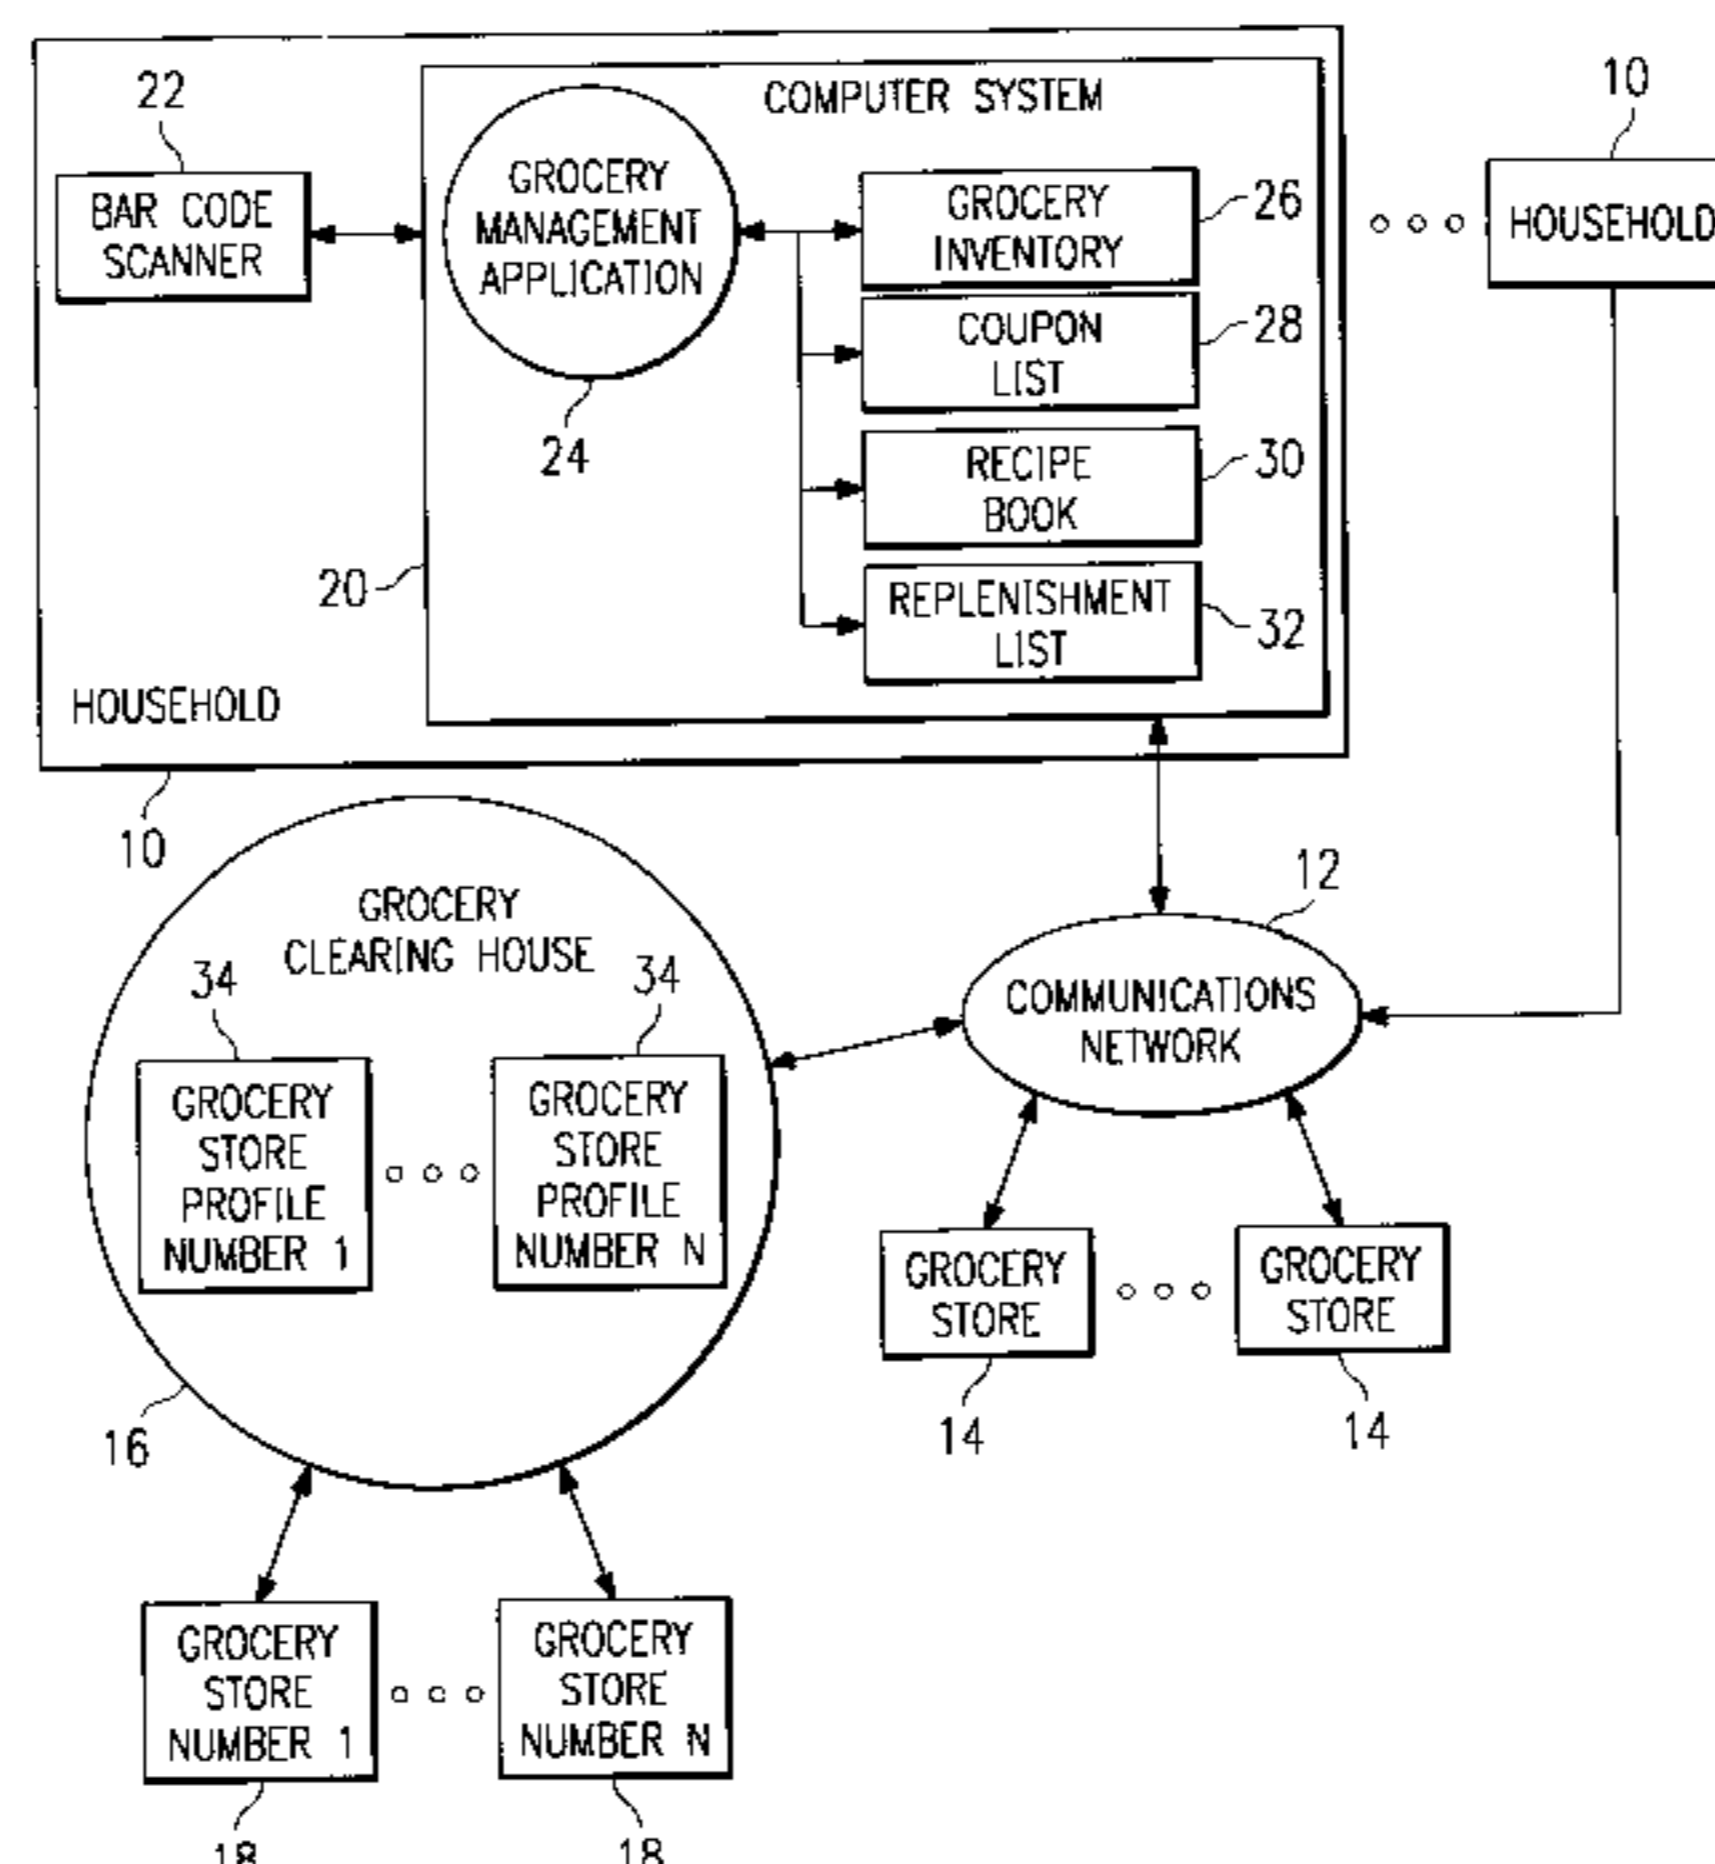 22
COMPUTER SYSTEM
10
BAR CODE
SCANNER
GROCERY
MANAGEMENT
APPLICATION
24
GROCERY
INVENTORY
26
COUPON
LIST
28
RECIPE
BOOK
30
REPLENISHMENT
LIST
32
20
HOUSEHOLD
10
HOUSEHOLD
GROCERY
CLEARING HOUSE
34
34
GROCERY
STORE
PROFILE
NUMBER 1
GROCERY
STORE
PROFILE
NUMBER N
16
12
COMMUNICATIONS
NETWORK
GROCERY
STORE
14
GROCERY
STORE
14
GROCERY
STORE
NUMBER 1
18
GROCERY
STORE
NUMBER N
18